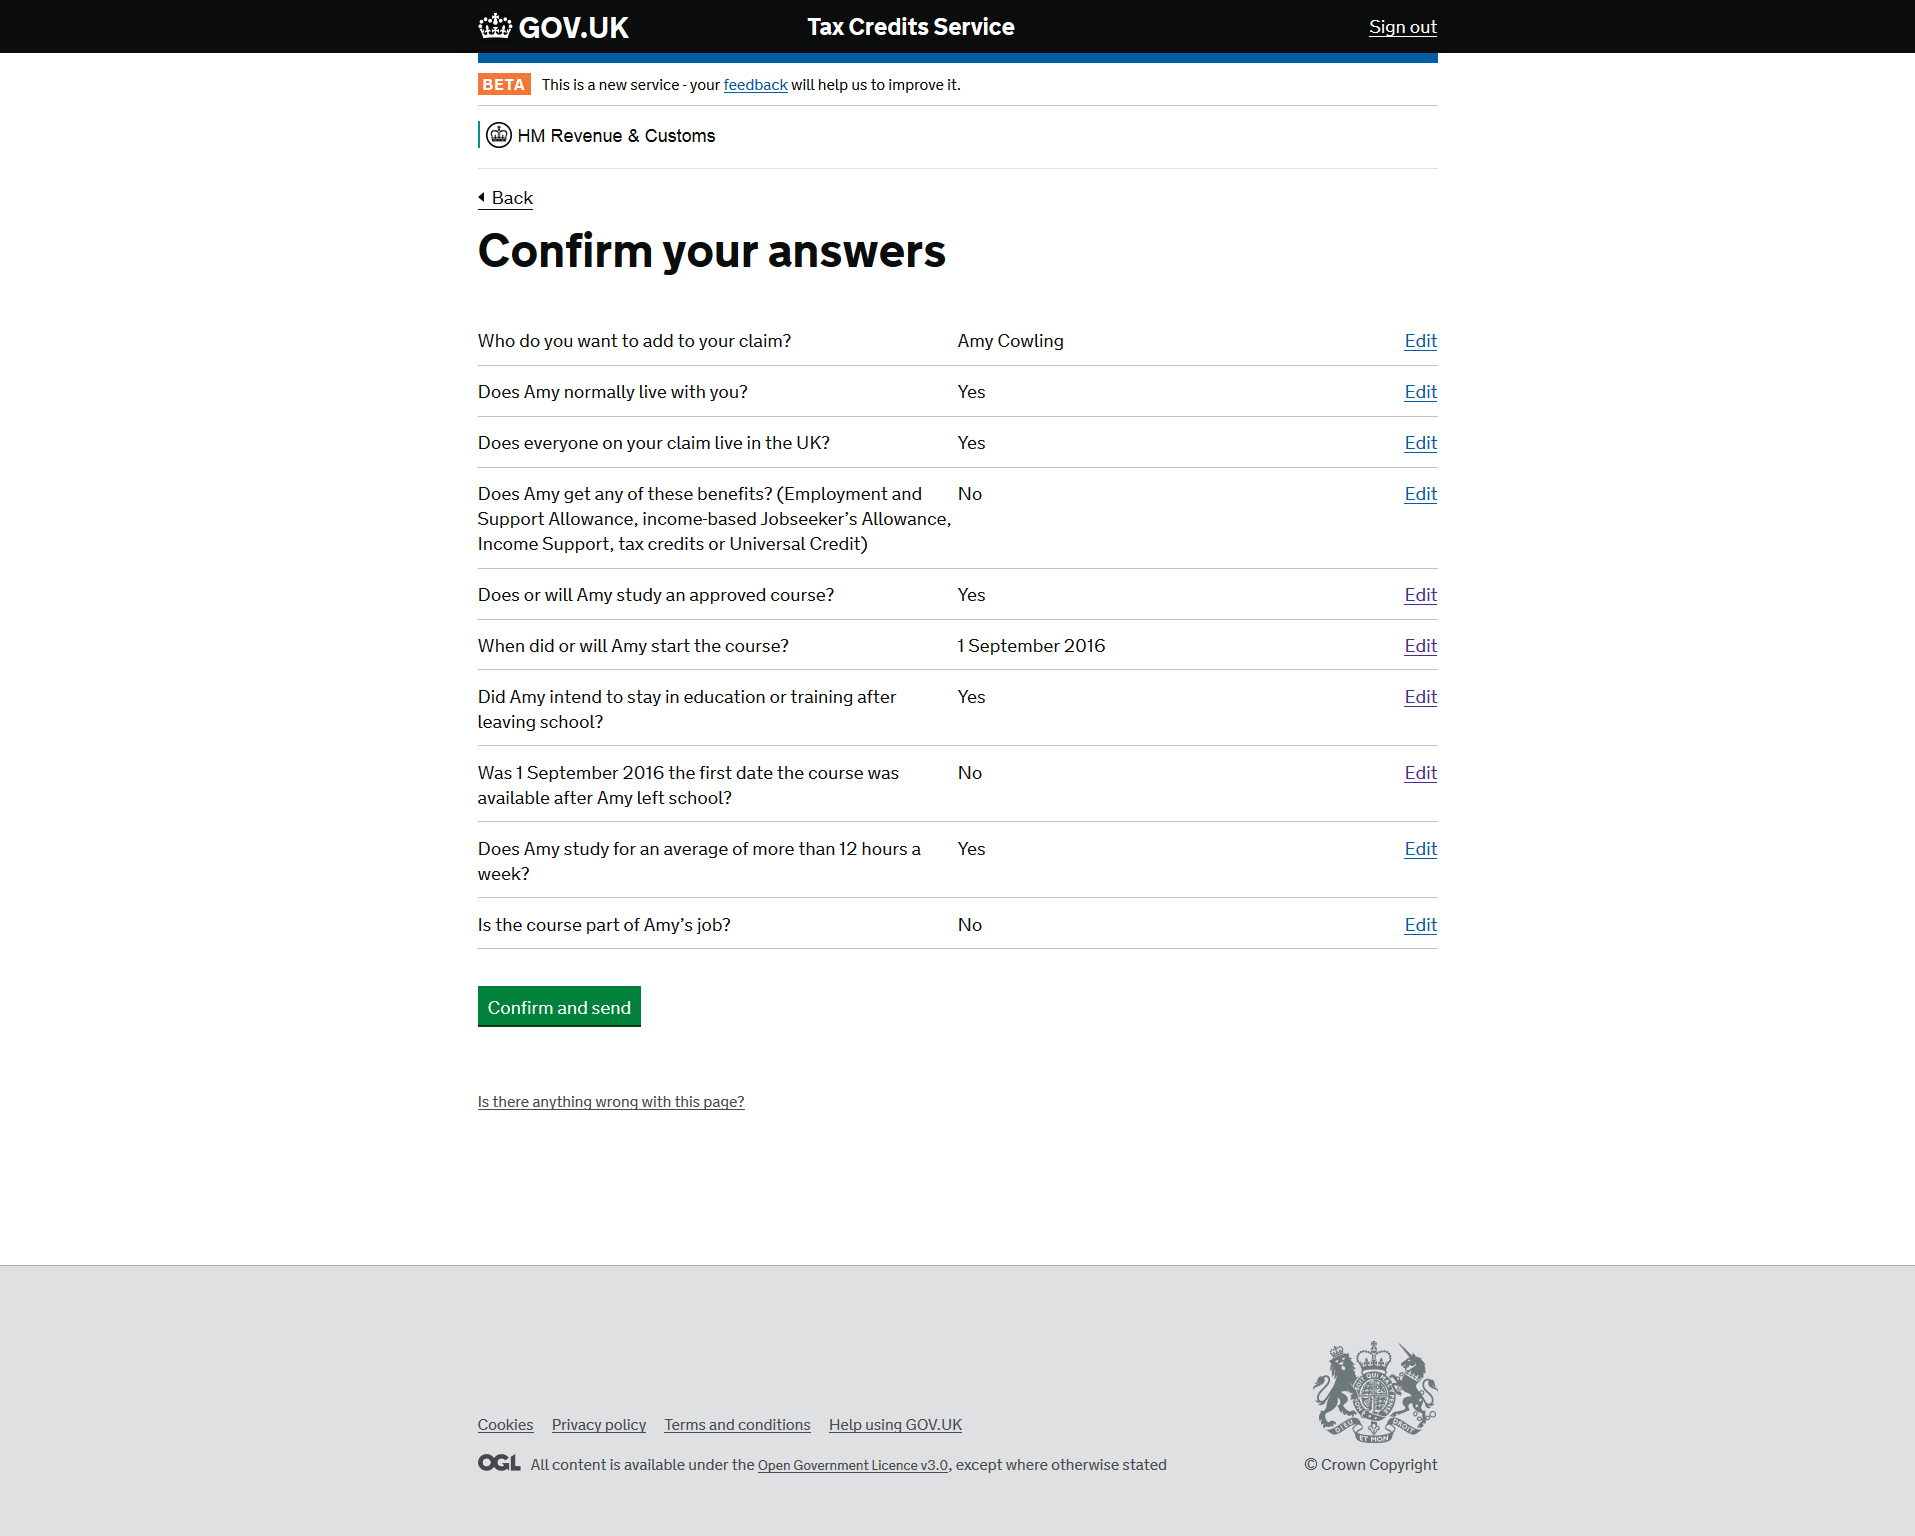 GOV.UK Tax Credits Service Sign out
BETA This is a new service - your feedback will help us to improve it.
HM Revenue & Customs
Back
Confirm your answers
Who do you want to add to your claim? Amy Cowling Edit
Does Amy normally live with you? Yes Edit
Does everyone on your claim live in the UK? Yes Edit
Does Amy get any of these benefits? (Employment and No Edit
Support Allowance, income-based Jobseeker’s Allowance,
Income Support, tax credits or Universal Credit)
Does or will Amy study an approved course? Yes Edit
When did or will Amy start the course? 1 September 2016 Edit
Did Amy intend to stay in education or training after Yes Edit
leaving school?
Was 1 September 2016 the first date the course was No Edit
available after Amy left school?
Does Amy study for an average of more than 12 hours a Yes Edit
week?
Is the course part of Amy’s job? No Edit
Confirm and send
Is there anything wrong with this page?
Cookies Privacy policy Terms and conditions Help using GOV.UK
OGL All content is available under the Open Government Licence v3.0, except where otherwise stated
DIEU ET MON DROIT
© Crown Copyright